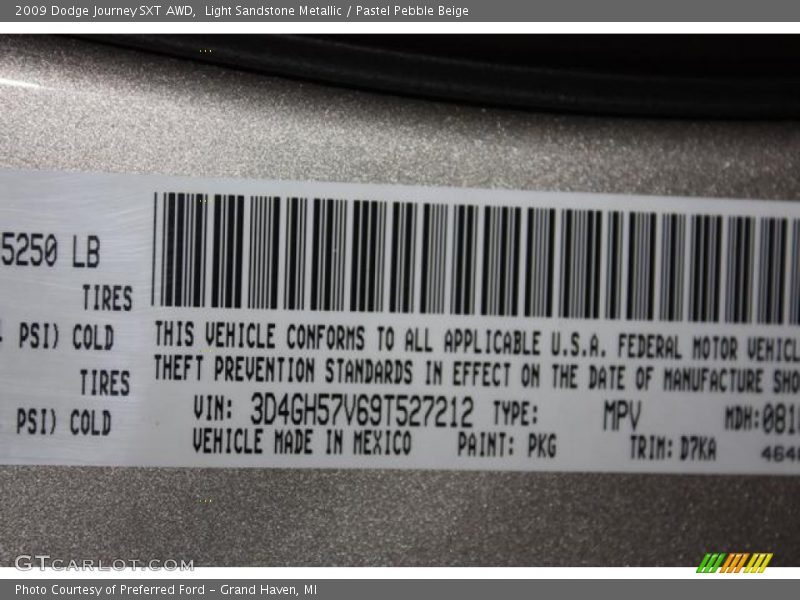 2009 Dodge Journey SXT AWD,  Light Sandstone Metallic / Pastel Pebble Beige
5250 LB
TIRES
PSI) COLD
TIRES
PSI) COLD
THIS VEHICLE CONFORMS TO ALL APPLICABLE U.S.A. FEDERAL MOTOR VEHICL
THEFT PREVENTION STANDARDS IN EFFECT ON THE DATE OF MANUFACTURE SHO
VIN: 3D4GH57V69T527212 TYPE: MPV MDH:081
VEHICLE MADE IN MEXICO PAINT: PKG TRIM: D7KA 464
GTCARLOT.COM
Photo Courtesy of Preferred Ford - Grand Haven, MI